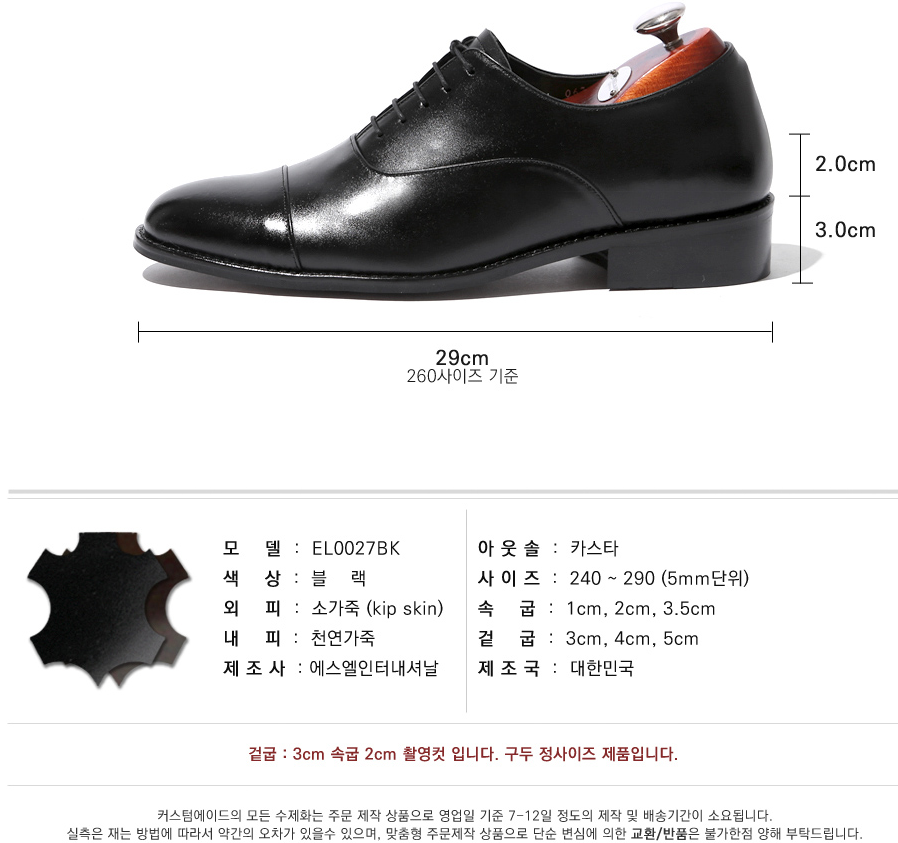 2.0cm
3.0cm
29cm
260사이즈 기준
모 델 : EL0027BK
색 상 : 블 랙
외 피 : 소가죽 (kip skin)
내 피 : 천연가죽
제 조 사 : 에스엘인터내셔날
아 웃 솔 : 카스타
사 이 즈 : 240 ~ 290 (5mm단위)
속 굽 : 1cm, 2cm, 3.5cm
겉 굽 : 3cm, 4cm, 5cm
제 조 국 : 대한민국
겉굽 : 3cm 속굽 2cm 촬영컷 입니다. 구두 정사이즈 제품입니다.
커스텀에이드의 모든 수제화는 주문 제작 상품으로 영업일 기준 7-12일 정도의 제작 및 배송기간이 소요됩니다.
실측은 재는 방법에 따라서 약간의 오차가 있을수 있으며, 맞춤형 주문제작 상품으로 단순 변심에 의한 교환/반품은 불가한점 양해 부탁드립니다.